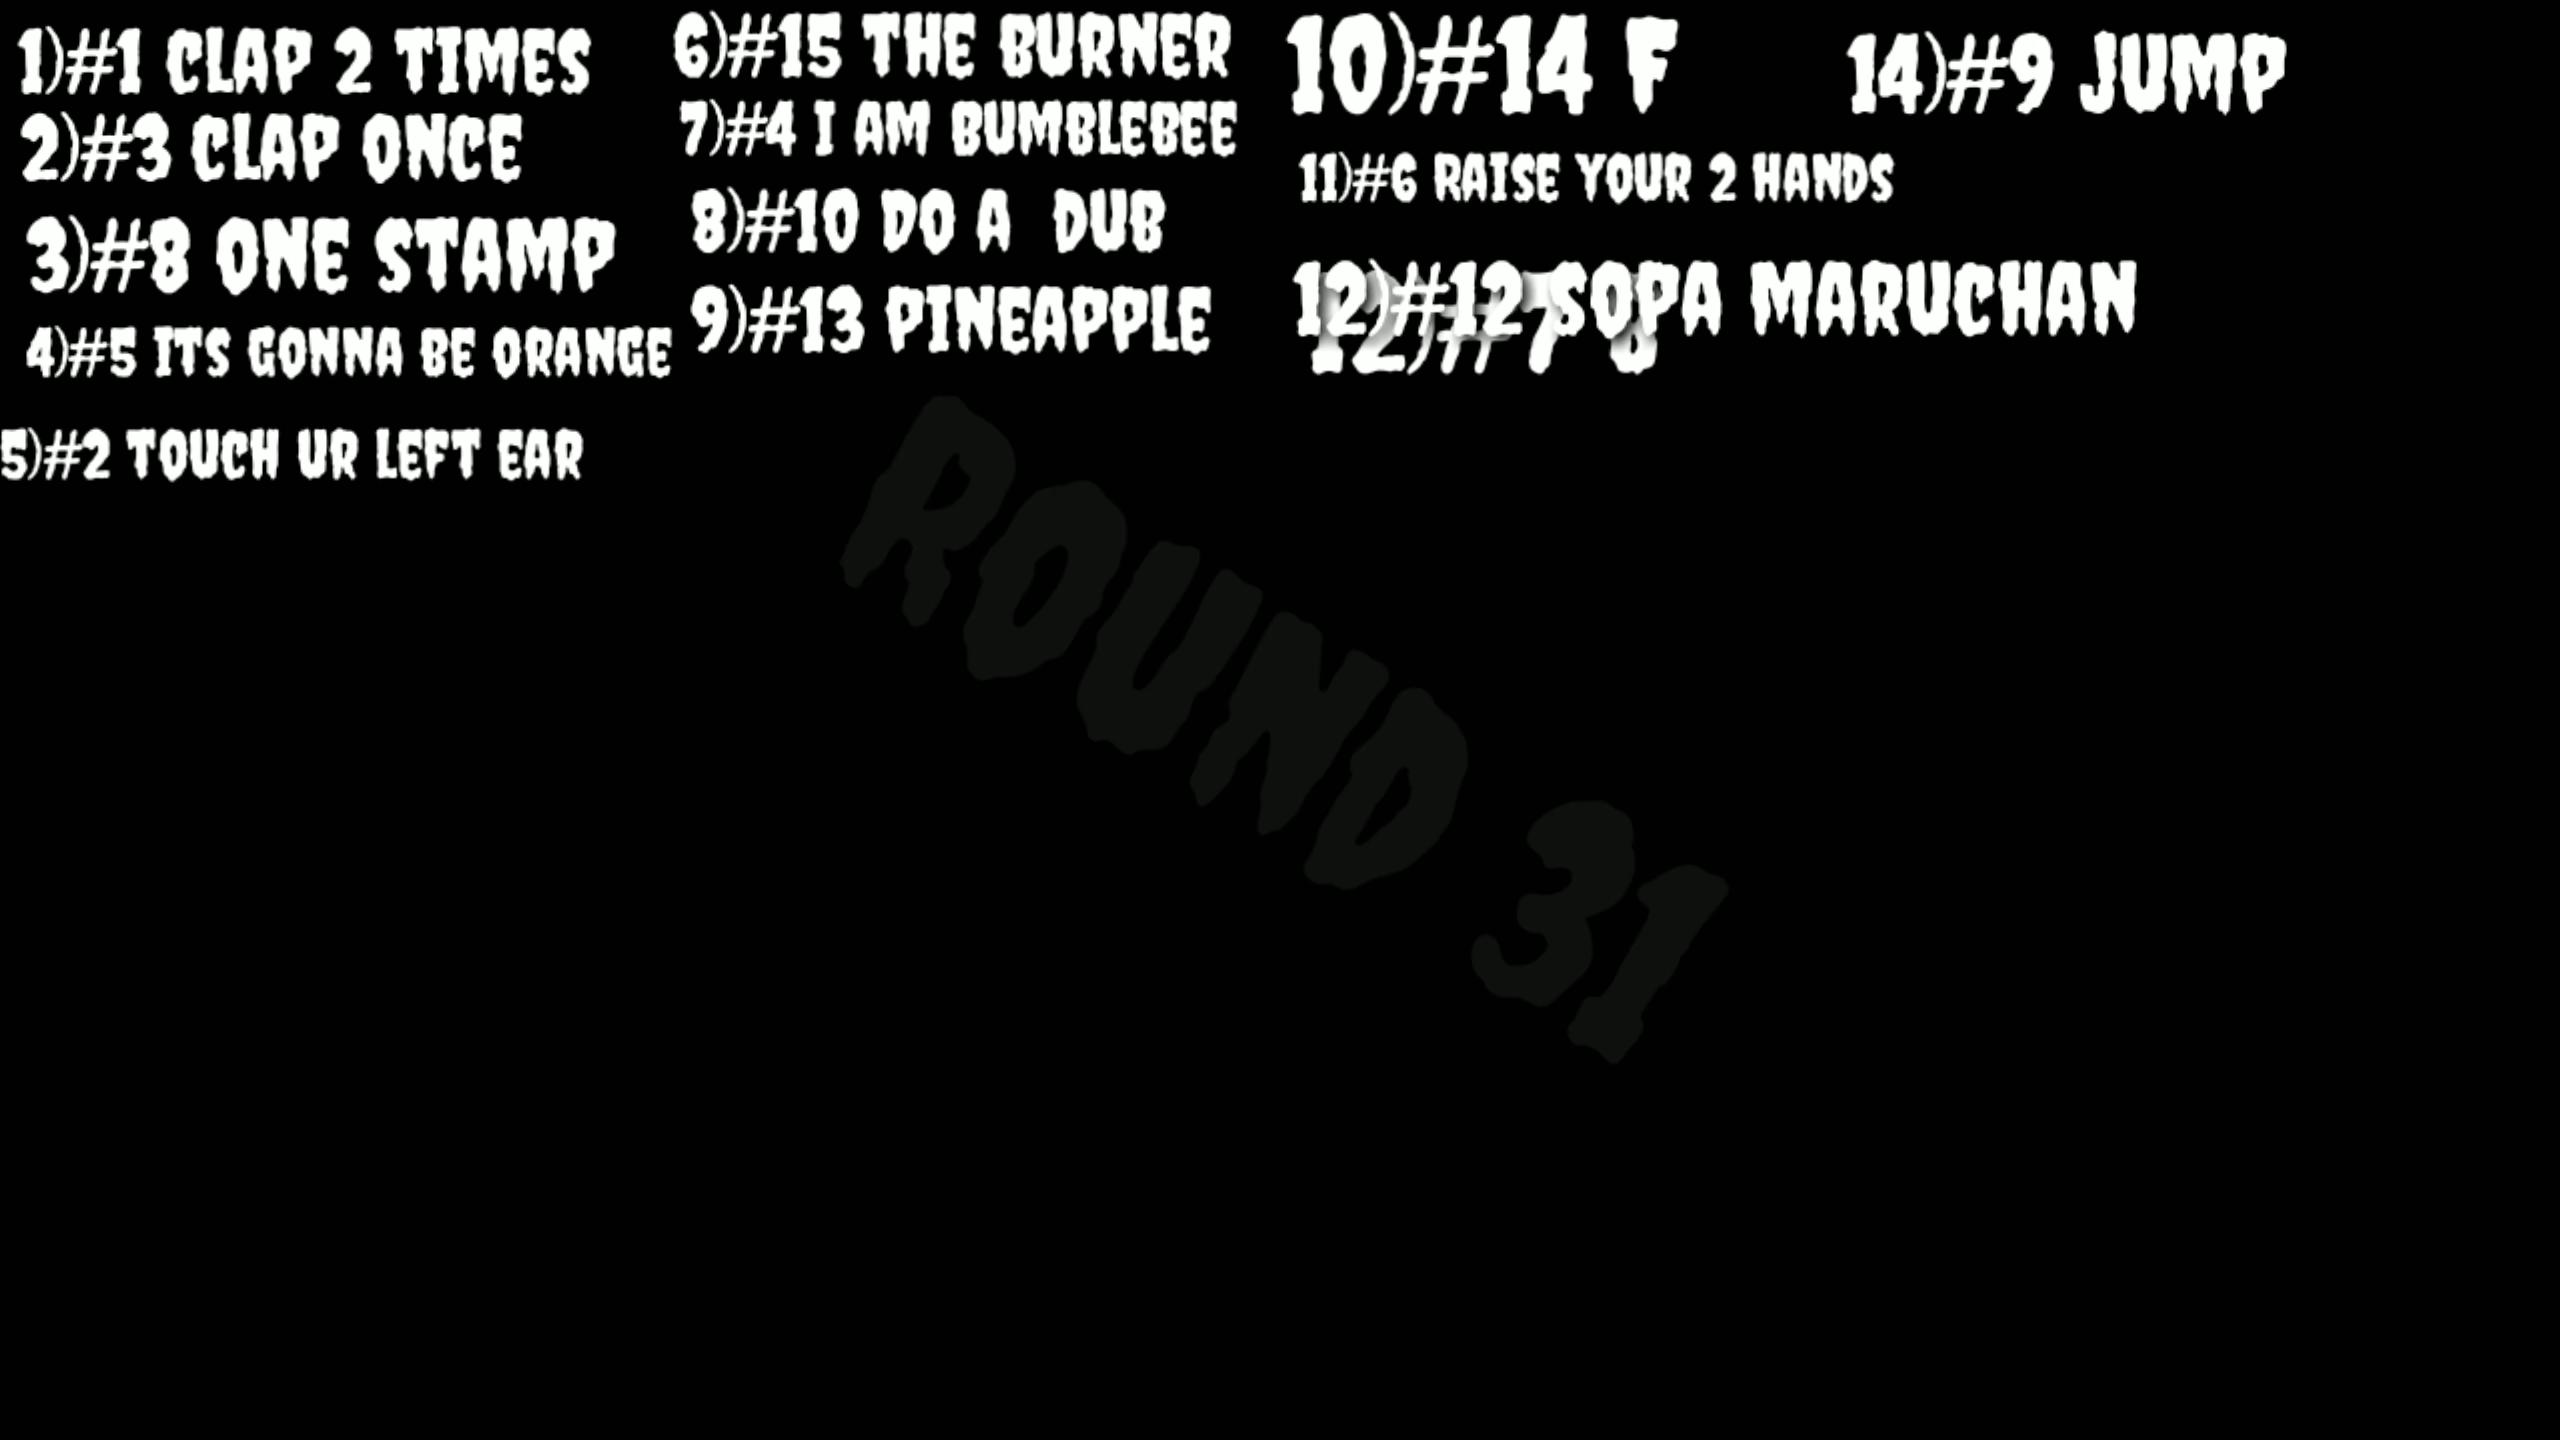 1)#1 CLAP 2 TIMES
2)#3 CLAP ONCE
3)#8 ONE STAMP
4)#5 ITS GONNA BE ORANGE
5)#2 TOUCH UR LEFT EAR
6)#15 THE BURNER
7)#4 I AM BUMBLEBEE
8)#10 DO A DUB
9)#13 PINEAPPLE
10)#14 F
11)#6 RAISE YOUR 2 HANDS
12)#12 SOPA MARUCHAN
14)#9 JUMP
ROUND 31